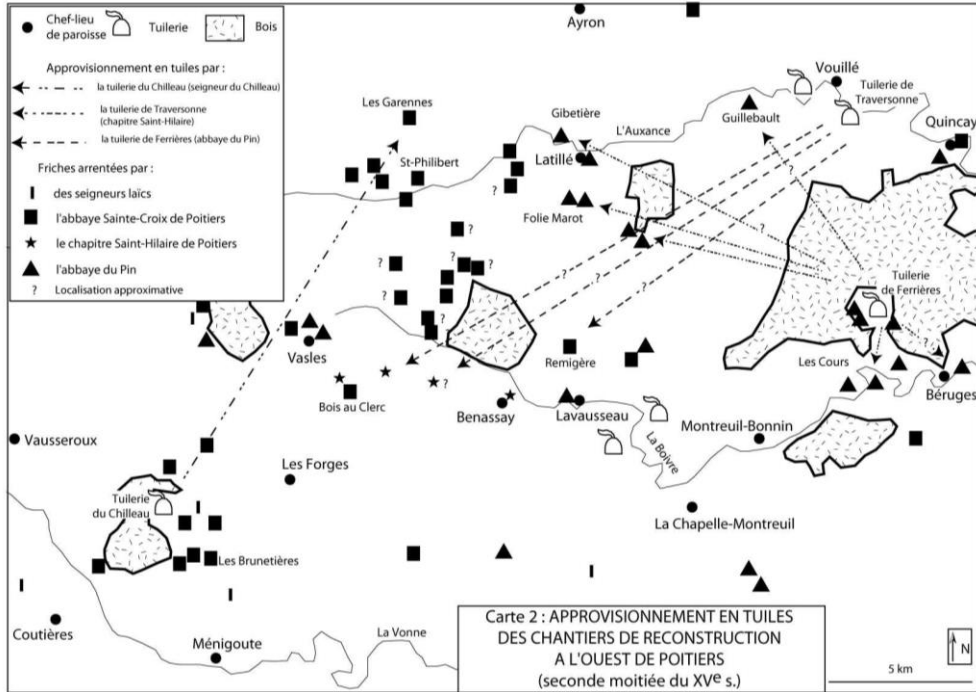 Chef-lieu
de paroisse
Tuilerie
Bois
Approvisionnement en tuiles par :
la tuilerie du Chilleau (seigneur du Chilleau)
la tuilerie de Traversonne
(chapitre Saint-Hilaire)
la tuilerie de Ferrières (abbaye du Pin)
Friches arrentées par :
des seigneurs laïcs
l'abbaye Sainte-Croix de Poitiers
le chapitre Saint-Hilaire de Poitiers
l'abbaye du Pin
? Localisation approximative
Ayron
Vouillé
Tuilerie de
Traversonne
Les Garennes
Gibetière
L'Auxance
Guillebault
Quincay
St-Philibert
Latillé
?
Folie Marot
?
?
?
?
?
?
?
?
?
?
?
?
?
Tuilerie
de Ferrières
?
Vasles
Remigère
Les Cours
Béruges
?
Bois au Clerc
Benassay
Lavausseau
Vausseroux
La Boivre
Montreuil-Bonnin
Les Forges
Tuilerie
du Chilleau
La Chapelle-Montreuil
Les Brunetières
Coutières
Ménigoute
La Vonne
Carte 2 : APPROVISIONNEMENT EN TUILES
DES CHANTIERS DE RECONSTRUCTION
A L'OUEST DE POITIERS
(seconde moitiée du XVe s.)
N
5 km